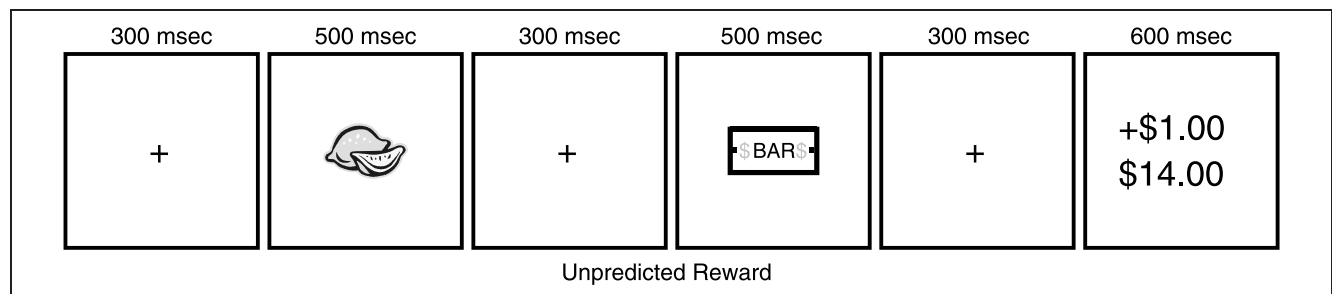 300 msec 500 msec 300 msec 500 msec 300 msec 600 msec
+ + $BAR$ + +$1.00
$14.00
Unpredicted Reward